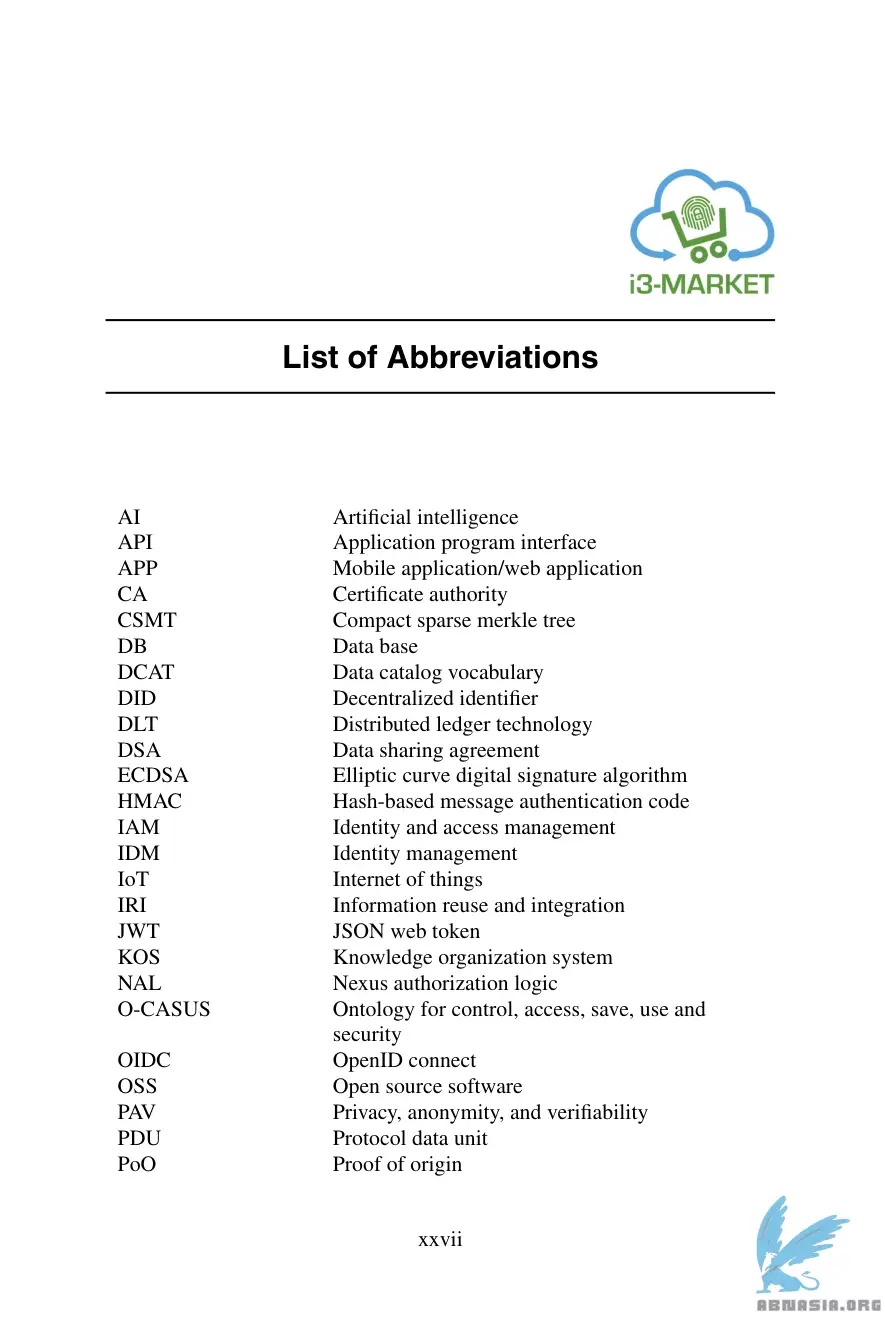 i3-MARKET
List of Abbreviations
AI Artificial intelligence
API Application program interface
APP Mobile application/web application
CA Certificate authority
CSMT Compact sparse merkle tree
DB Data base
DCAT Data catalog vocabulary
DID Decentralized identifier
DLT Distributed ledger technology
DSA Data sharing agreement
ECDSA Elliptic curve digital signature algorithm
HMAC Hash-based message authentication code
IAM Identity and access management
IDM Identity management
IoT Internet of things
IRI Information reuse and integration
JWT JSON web token
KOS Knowledge organization system
NAL Nexus authorization logic
O-CASUS Ontology for control, access, save, use and
security
OIDC OpenID connect
OSS Open source software
PAV Privacy, anonymity, and verifiability
PDU Protocol data unit
PoO Proof of origin
xxvii
ABNASIA.ORG